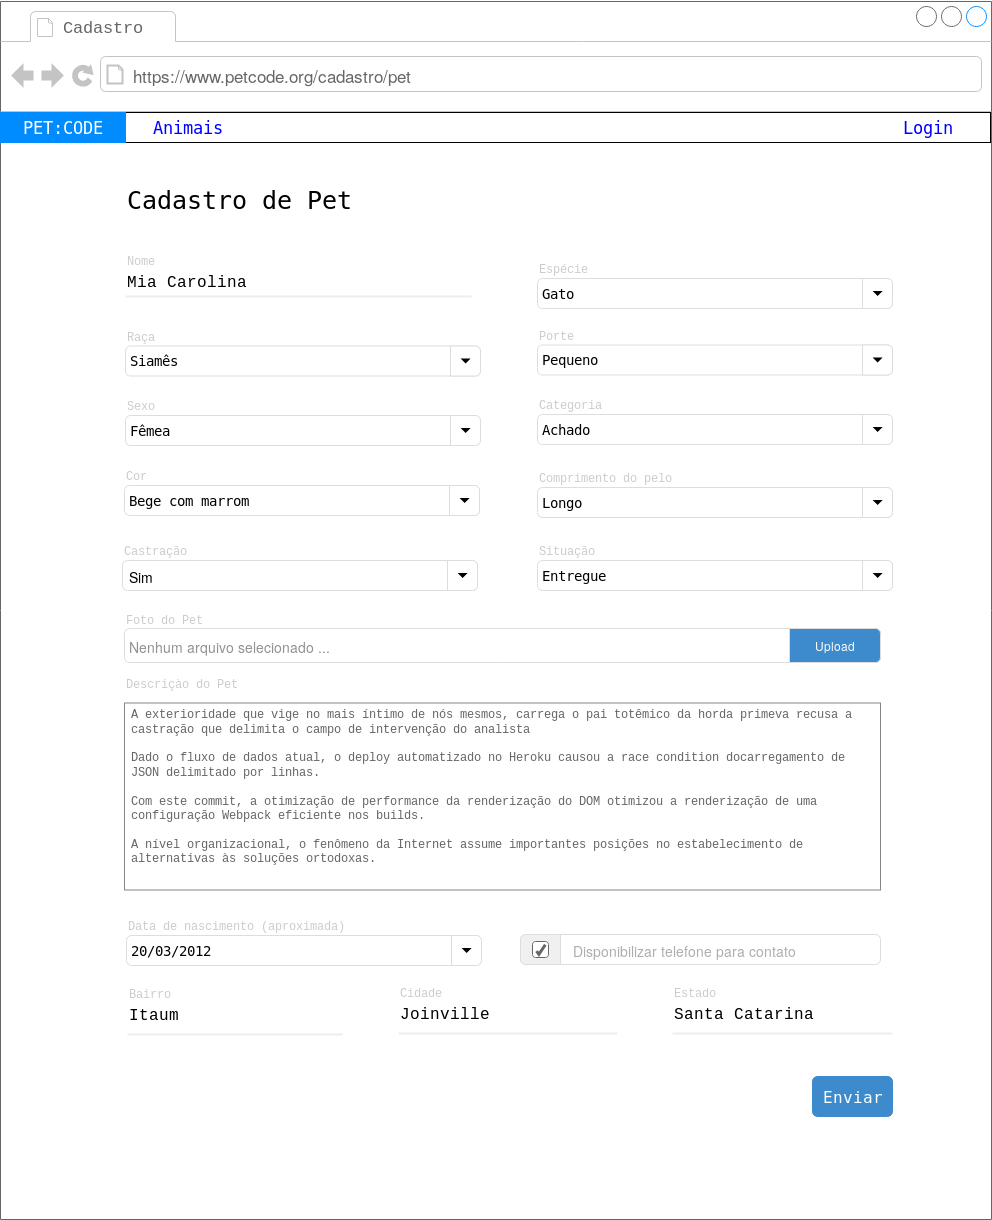 Cadastro
https://www.petcode.org/cadastro/pet
PET:CODE Animais Login
Cadastro de Pet
Nome
Mia Carolina
Espécie
Gato
Raça
Siamês
Porte
Pequeno
Sexo
Fêmea
Categoria
Achado
Cor
Bege com marrom
Comprimento do pelo
Longo
Castração
Sim
Situação
Entregue
Foto do Pet
Nenhum arquivo selecionado ... Upload
Descriçào do Pet
A exterioridade que vige no mais íntimo de nós mesmos, carrega o pai totêmico da horda primeva recusa a
castração que delimita o campo de intervenção do analista
Dado o fluxo de dados atual, o deploy automatizado no Heroku causou a race condition docarregamento de
JSON delimitado por linhas.
Com este commit, a otimização de performance da renderização do DOM otimizou a renderização de uma
configuração Webpack eficiente nos builds.
A nível organizacional, o fenômeno da Internet assume importantes posições no estabelecimento de
alternativas às soluções ortodoxas.
Data de nascimento (aproximada)
20/03/2012
Disponibilizar telefone para contato
Bairro
Itaum
Cidade
Joinville
Estado
Santa Catarina
Enviar